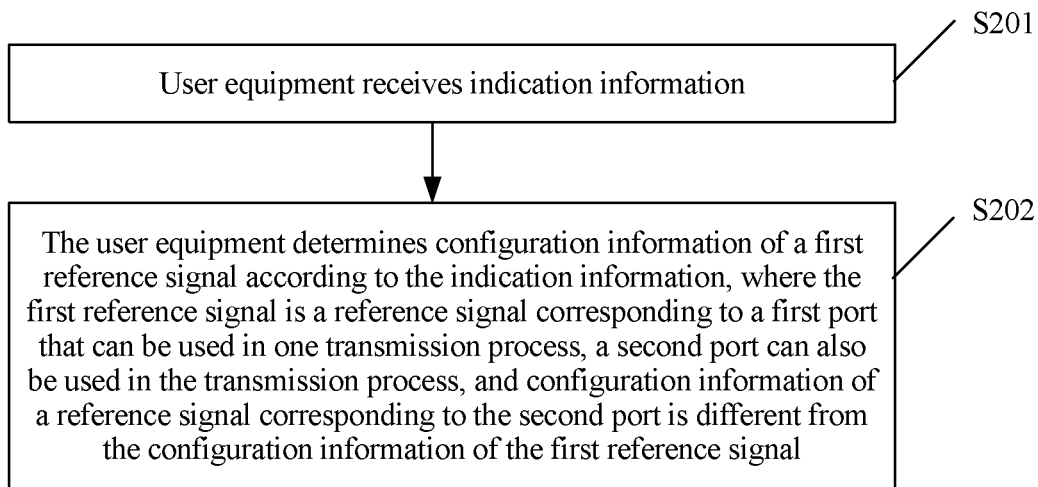 S201
User equipment receives indication information
S202
The user equipment determines configuration information of a first
reference signal according to the indication information, where the
first reference signal is a reference signal corresponding to a first port
that can be used in one transmission process, a second port can also
be used in the transmission process, and configuration information of
a reference signal corresponding to the second port is different from
the configuration information of the first reference signal